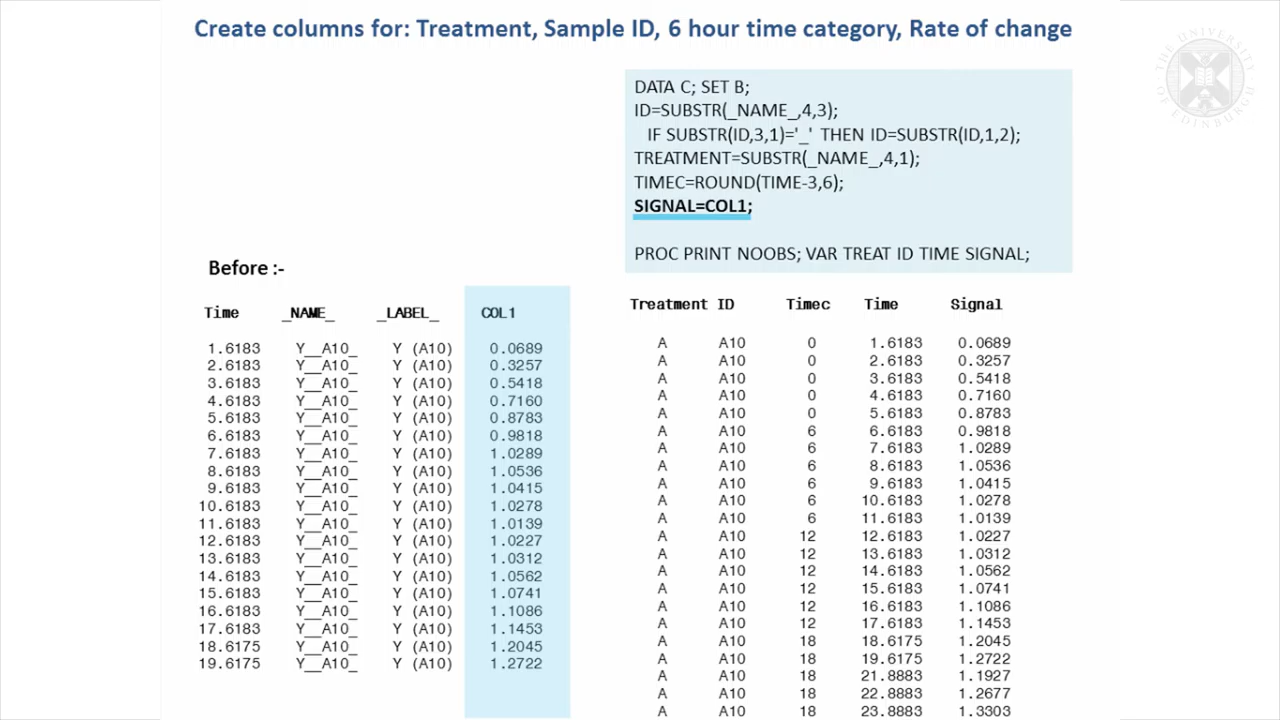 Create columns for: Treatment, Sample ID, 6 hour time category, Rate of change
THE UNIVERSITY OF EDINBURGH
DATA C; SET B;
ID=SUBSTR(_NAME_,4,3);
IF SUBSTR(ID,3,1)='_' THEN ID=SUBSTR(ID,1,2);
TREATMENT=SUBSTR(_NAME_,4,1);
TIMEC=ROUND(TIME-3,6);
SIGNAL=COL1;
PROC PRINT NOOBS; VAR TREAT ID TIME SIGNAL;
Before :-
Time _NAME_ _LABEL_ COL1
1.6183 Y__A10_ Y (A10) 0.0689
2.6183 Y__A10_ Y (A10) 0.3257
3.6183 Y__A10_ Y (A10) 0.5418
4.6183 Y__A10_ Y (A10) 0.7160
5.6183 Y__A10_ Y (A10) 0.8783
6.6183 Y__A10_ Y (A10) 0.9818
7.6183 Y__A10_ Y (A10) 1.0289
8.6183 Y__A10_ Y (A10) 1.0536
9.6183 Y__A10_ Y (A10) 1.0415
10.6183 Y__A10_ Y (A10) 1.0278
11.6183 Y__A10_ Y (A10) 1.0139
12.6183 Y__A10_ Y (A10) 1.0227
13.6183 Y__A10_ Y (A10) 1.0312
14.6183 Y__A10_ Y (A10) 1.0562
15.6183 Y__A10_ Y (A10) 1.0741
16.6183 Y__A10_ Y (A10) 1.1086
17.6183 Y__A10_ Y (A10) 1.1453
18.6175 Y__A10_ Y (A10) 1.2045
19.6175 Y__A10_ Y (A10) 1.2722
Treatment ID Timec Time Signal
A A10 0 1.6183 0.0689
A A10 0 2.6183 0.3257
A A10 0 3.6183 0.5418
A A10 0 4.6183 0.7160
A A10 0 5.6183 0.8783
A A10 6 6.6183 0.9818
A A10 6 7.6183 1.0289
A A10 6 8.6183 1.0536
A A10 6 9.6183 1.0415
A A10 6 10.6183 1.0278
A A10 6 11.6183 1.0139
A A10 12 12.6183 1.0227
A A10 12 13.6183 1.0312
A A10 12 14.6183 1.0562
A A10 12 15.6183 1.0741
A A10 12 16.6183 1.1086
A A10 12 17.6183 1.1453
A A10 18 18.6175 1.2045
A A10 18 19.6175 1.2722
A A10 18 21.8883 1.1927
A A10 18 22.8883 1.2677
A A10 18 23.8883 1.3303